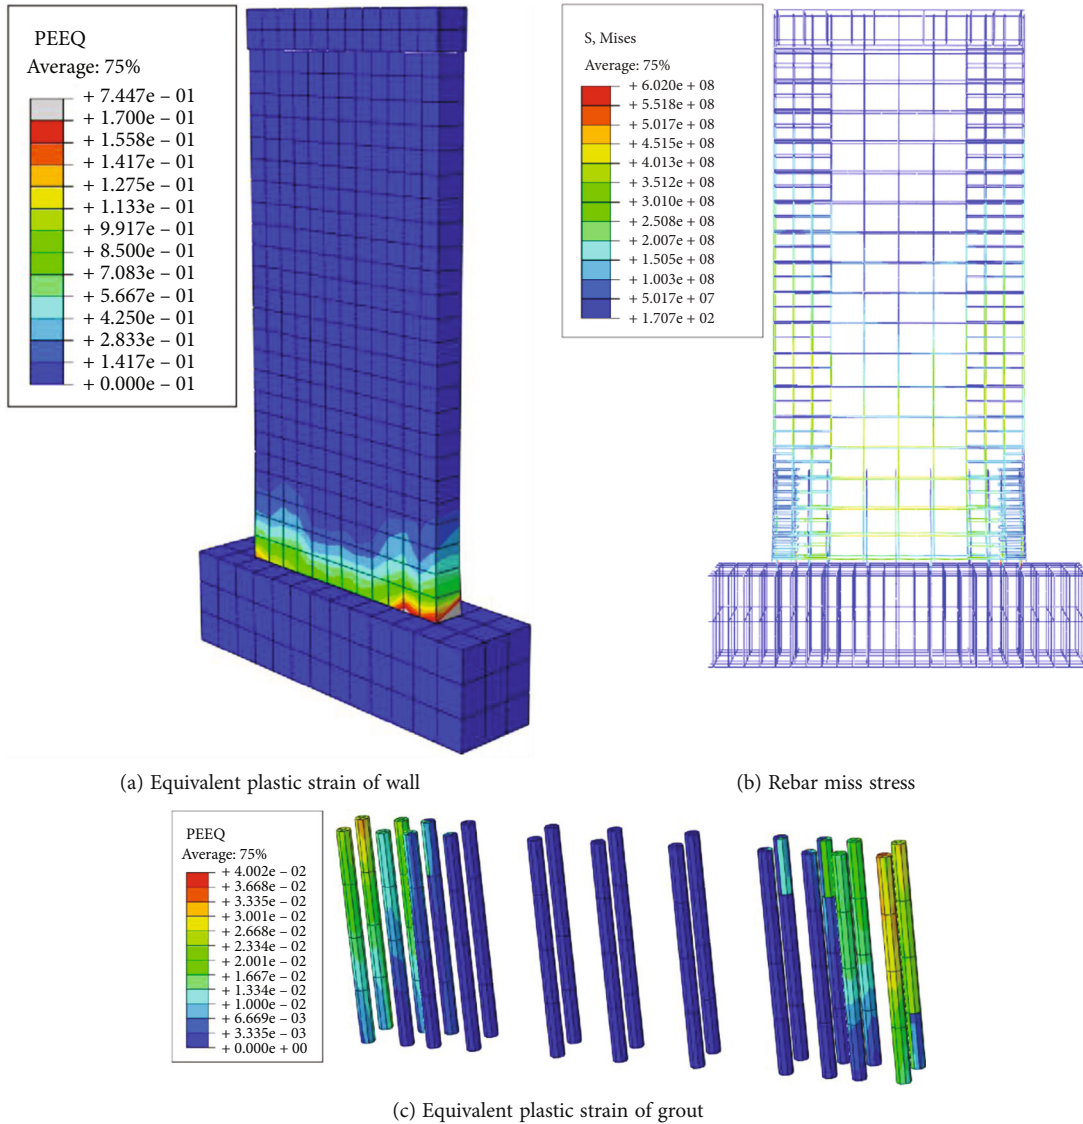 PEEQ
Average: 75%
+ 7.447e – 01
+ 1.700e – 01
+ 1.558e – 01
+ 1.417e – 01
+ 1.275e – 01
+ 1.133e – 01
+ 9.917e – 01
+ 8.500e – 01
+ 7.083e – 01
+ 5.667e – 01
+ 4.250e – 01
+ 2.833e – 01
+ 1.417e – 01
+ 0.000e – 01
(a) Equivalent plastic strain of wall
S, Mises
Average: 75%
+ 6.020e + 08
+ 5.518e + 08
+ 5.017e + 08
+ 4.515e + 08
+ 4.013e + 08
+ 3.512e + 08
+ 3.010e + 08
+ 2.508e + 08
+ 2.007e + 08
+ 1.505e + 08
+ 1.003e + 08
+ 5.017e + 07
+ 1.707e + 02
(b) Rebar miss stress
PEEQ
Average: 75%
+ 4.002e – 02
+ 3.668e – 02
+ 3.335e – 02
+ 3.001e – 02
+ 2.668e – 02
+ 2.334e – 02
+ 2.001e – 02
+ 1.667e – 02
+ 1.334e – 02
+ 1.000e – 02
+ 6.669e – 03
+ 3.335e – 03
+ 0.000e + 00
(c) Equivalent plastic strain of grout